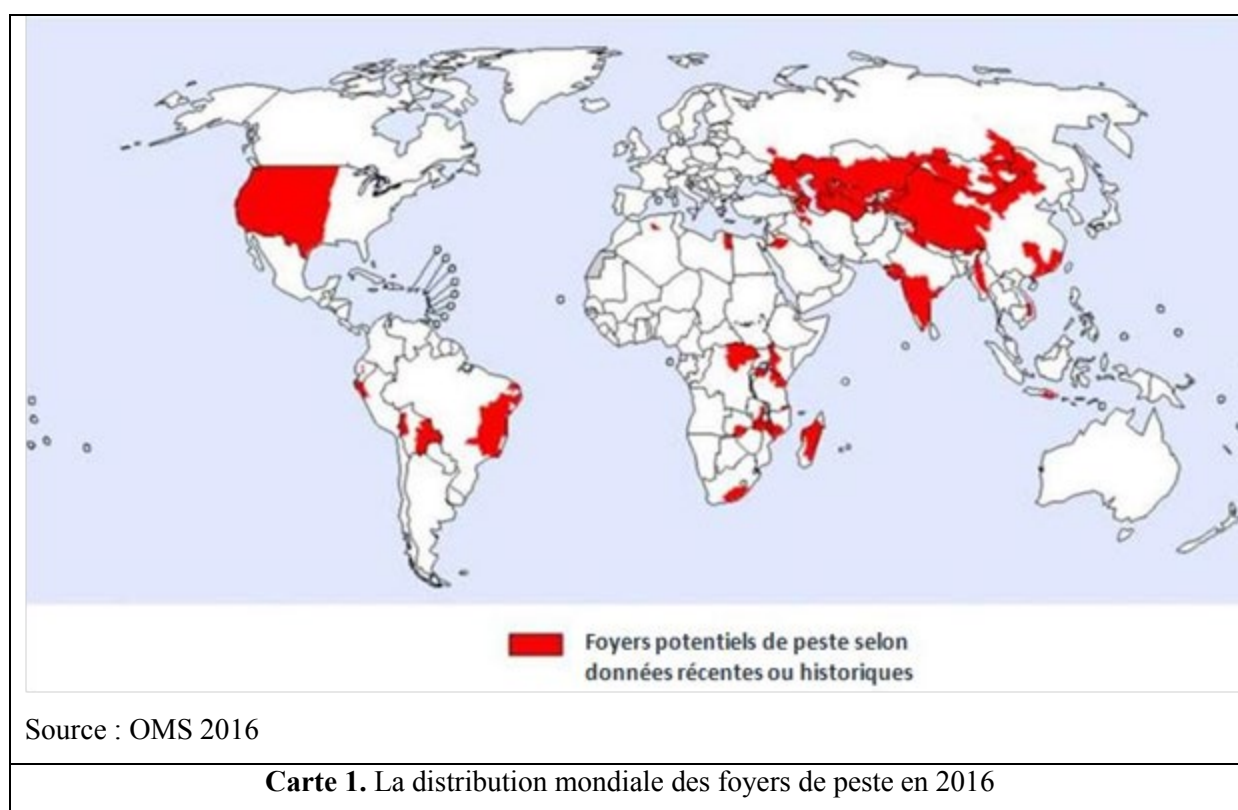 Foyers potentiels de peste selon
données récentes ou historiques
Source : OMS 2016
Carte 1. La distribution mondiale des foyers de peste en 2016